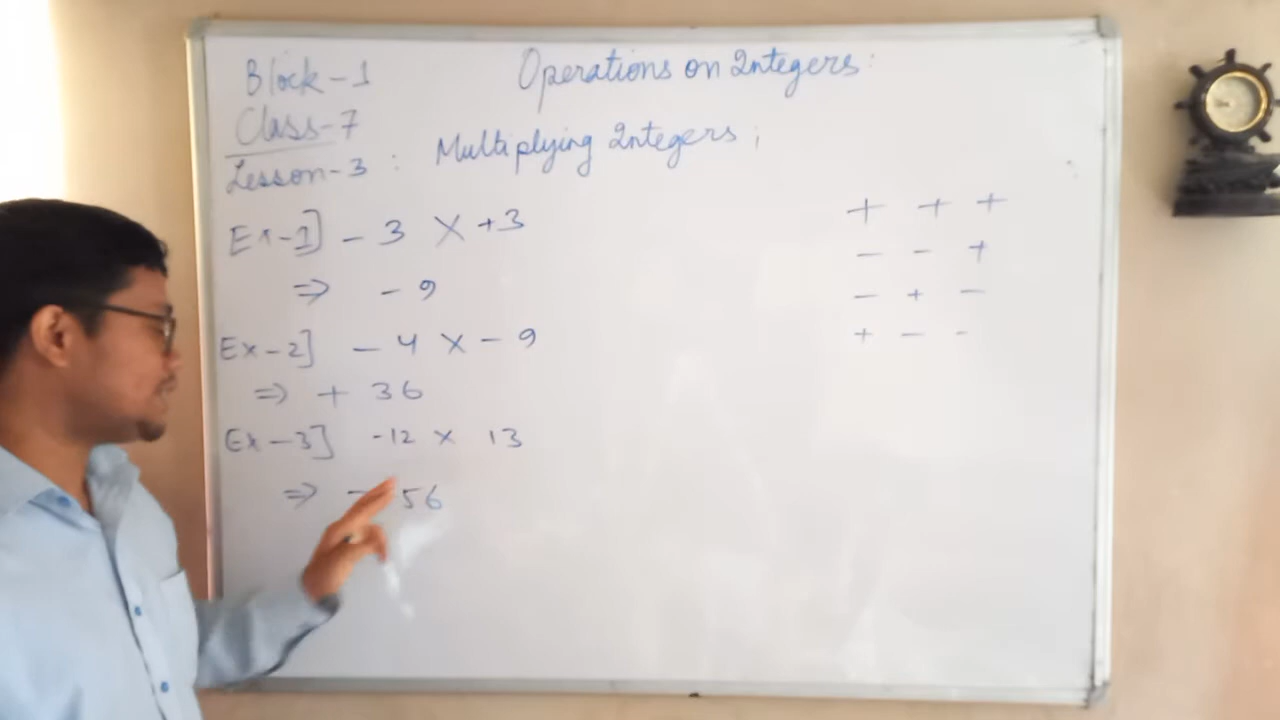 Block-1
Operations on Integers:
Class-7
Lesson-3 : Multiplying Integers;
Ex-1] - 3 X +3
⇒ - 9
Ex-2] - 4 X - 9
⇒ + 36
Ex-3] -12 x 13
⇒ - 56
+ + +
- - +
- + -
+ - -